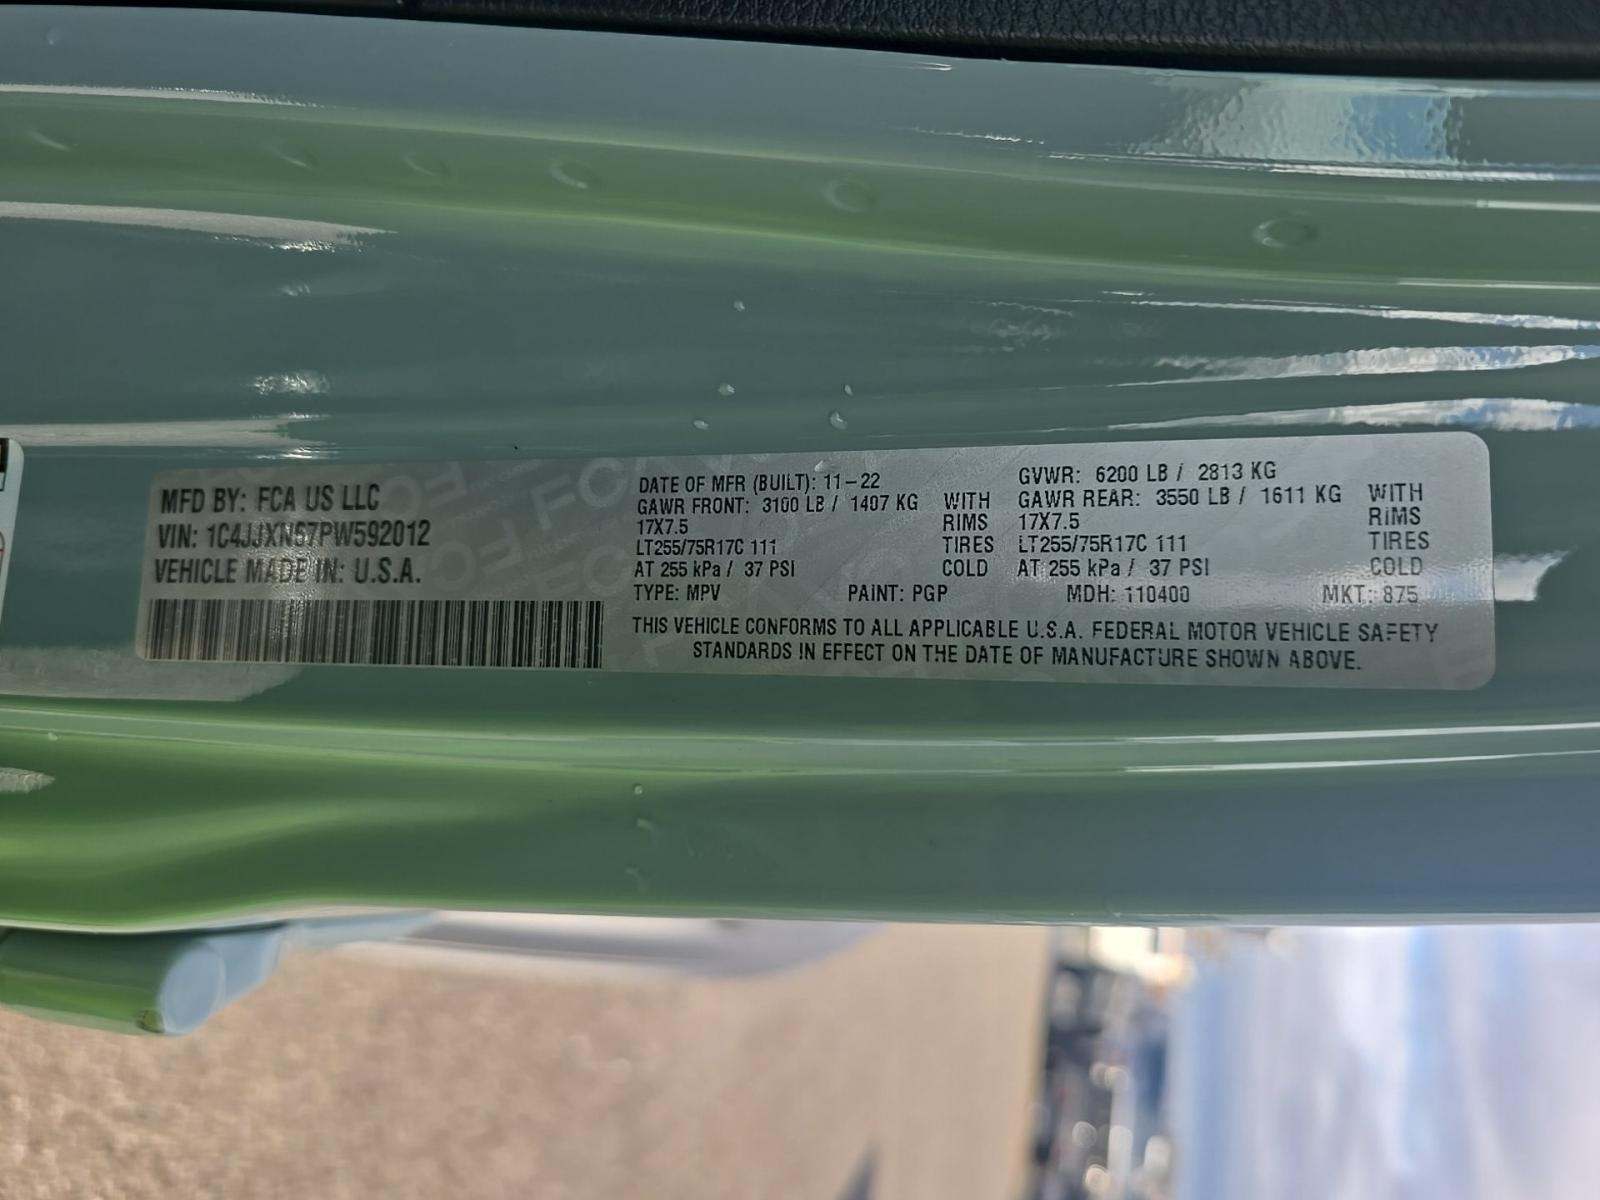 MFD BY: FCA US LLC
VIN: 1C4JJXN67PW592012
VEHICLE MADE IN: U.S.A.
DATE OF MFR (BUILT): 11-22
GAWR FRONT: 3100 LB / 1407 KG WITH
17X7.5 RIMS
LT255/75R17C 111 TIRES
AT 255 kPa / 37 PSI COLD
GVWR: 6200 LB / 2813 KG
GAWR REAR: 3550 LB / 1611 KG WITH
17X7.5 RIMS
LT255/75R17C 111 TIRES
AT 255 kPa / 37 PSI COLD
TYPE: MPV PAINT: PGP MDH: 110400 MKT: 875
THIS VEHICLE CONFORMS TO ALL APPLICABLE U.S.A. FEDERAL MOTOR VEHICLE SAFETY
STANDARDS IN EFFECT ON THE DATE OF MANUFACTURE SHOWN ABOVE.